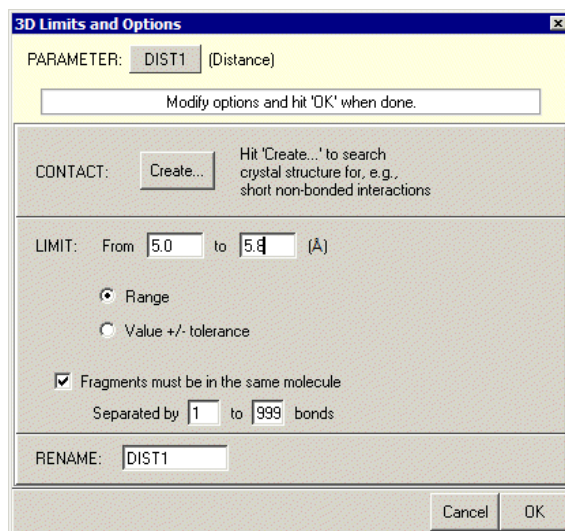 3D Limits and Options
PARAMETER: DIST1 (Distance)
Modify options and hit 'OK' when done.
CONTACT: Create... Hit 'Create...' to search
crystal structure for, e.g.,
short non-bonded interactions
LIMIT: From 5.0 to 5.8 (Å)
Range
Value +/- tolerance
Fragments must be in the same molecule
Separated by 1 to 999 bonds
RENAME: DIST1
Cancel OK